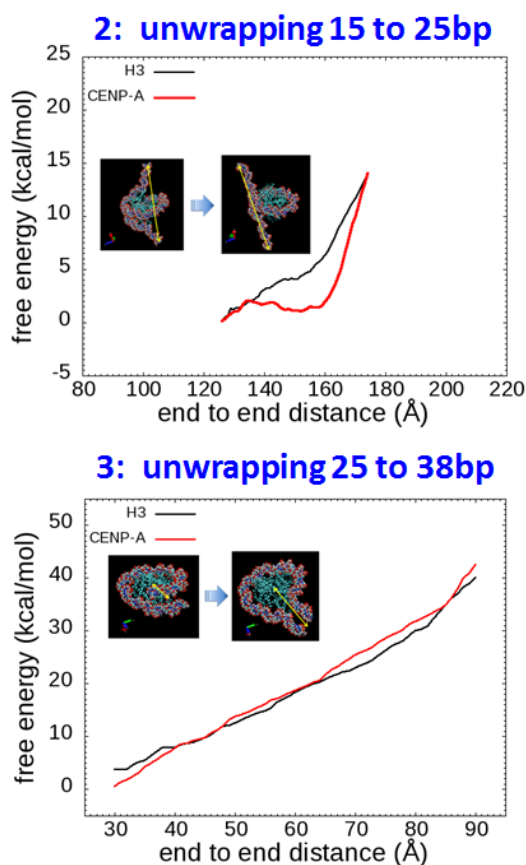 2: unwrapping 15 to 25bp
25
20
15
10
5
0
-5
free energy (kcal/mol)
H3
CENP-A
80 100 120 140 160 180 200 220
end to end distance (Å)
3: unwrapping 25 to 38bp
50
40
30
20
10
0
free energy (kcal/mol)
H3
CENP-A
30 40 50 60 70 80 90
end to end distance (Å)